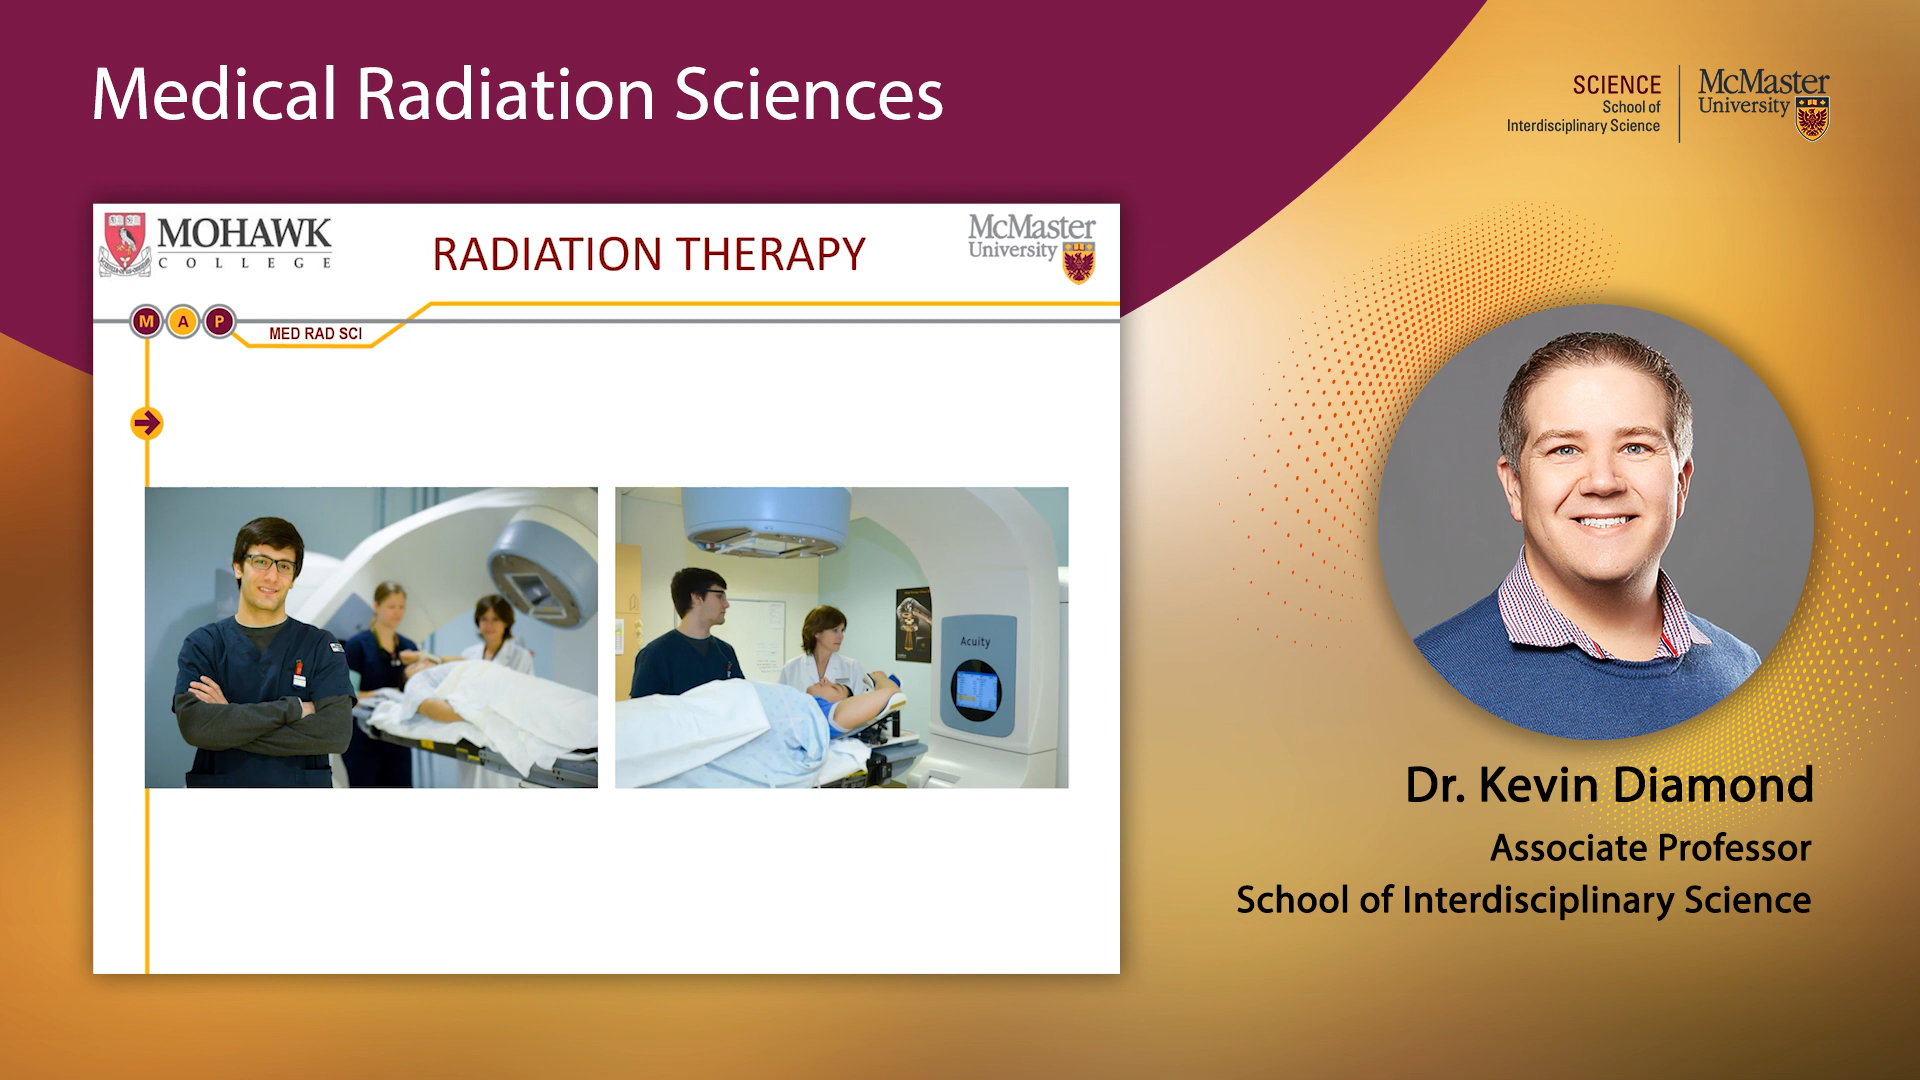 Medical Radiation Sciences
SCIENCE
School of
Interdisciplinary Science
McMaster
University
MOHAWK
COLLEGE
RADIATION THERAPY
McMaster
University
M A P
MED RAD SCI
Acuity
Dr. Kevin Diamond
Associate Professor
School of Interdisciplinary Science